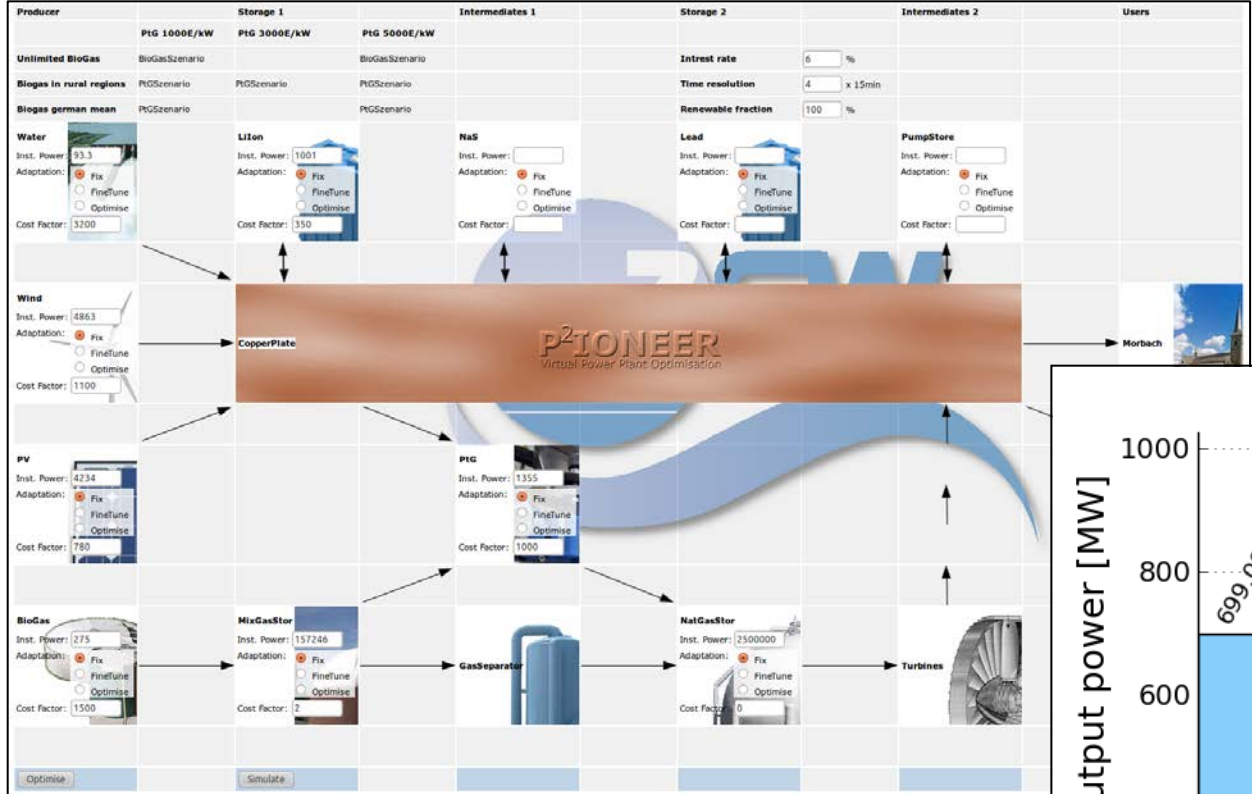 Producer Storage 1 Intermediates 1 Storage 2 Intermediates 2 Users
PtG 1000E/kW PtG 3000E/kW PtG 5000E/kW
Unlimited BioGas BioGasSzenario BioGasSzenario Intrest rate 6 %
Biogas in rural regions PtGSzenario PtGSzenario PtGSzenario Time resolution 4 x 15min
Biogas german mean PtGSzenario PtGSzenario Renewable fraction 100 %
Water LiIon NaS Lead PumpStore
Inst. Power: 93.3 Inst. Power: 1001 Inst. Power: Inst. Power: Inst. Power:
Adaptation: Fix Adaptation: Fix Adaptation: Fix Adaptation: Fix Adaptation: Fix
FineTune FineTune FineTune FineTune FineTune
Optimise Optimise Optimise Optimise Optimise
Cost Factor: 3200 Cost Factor: 350 Cost Factor: Cost Factor: Cost Factor:
Wind
Inst. Power: 4863
Adaptation: Fix
FineTune
Optimise
Cost Factor: 1100
CopperPlate
P2IONEER
Virtual Power Plant Optimisation
Morbach
PV
Inst. Power: 4234
Adaptation: Fix
FineTune
Optimise
Cost Factor: 780
PtG
Inst. Power: 1355
Adaptation: Fix
FineTune
Optimise
Cost Factor: 1000
BioGas MixGasStor NatGasStor
Inst. Power: 275 Inst. Power: 157246 Inst. Power: 2500000
Adaptation: Fix Adaptation: Fix Adaptation: Fix
FineTune FineTune FineTune
GasSeparator Turbines
Optimise Optimise Optimise
Cost Factor: 1500 Cost Factor: 2 Cost Factor: 0
Optimise Simulate
utput power [MW]
1000
800
600